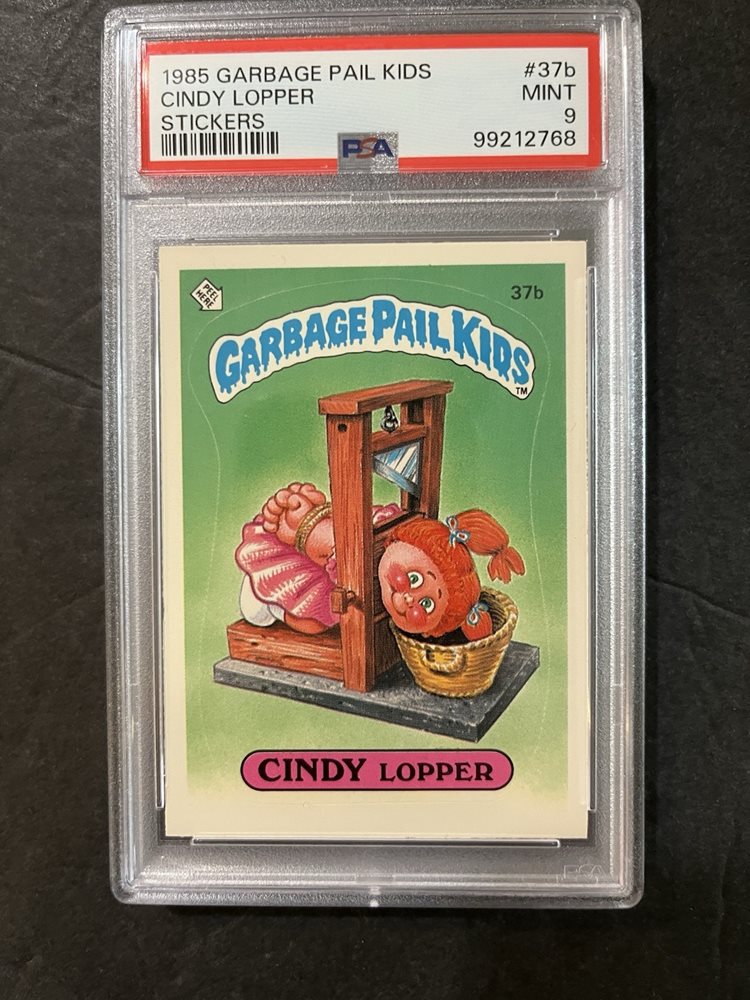 1985 GARBAGE PAIL KIDS #37b
CINDY LOPPER MINT
STICKERS 9
PSA 99212768
PEEL
HERE
37b
GARBAGE PAIL KIDS
TM
CINDY LOPPER
PSA